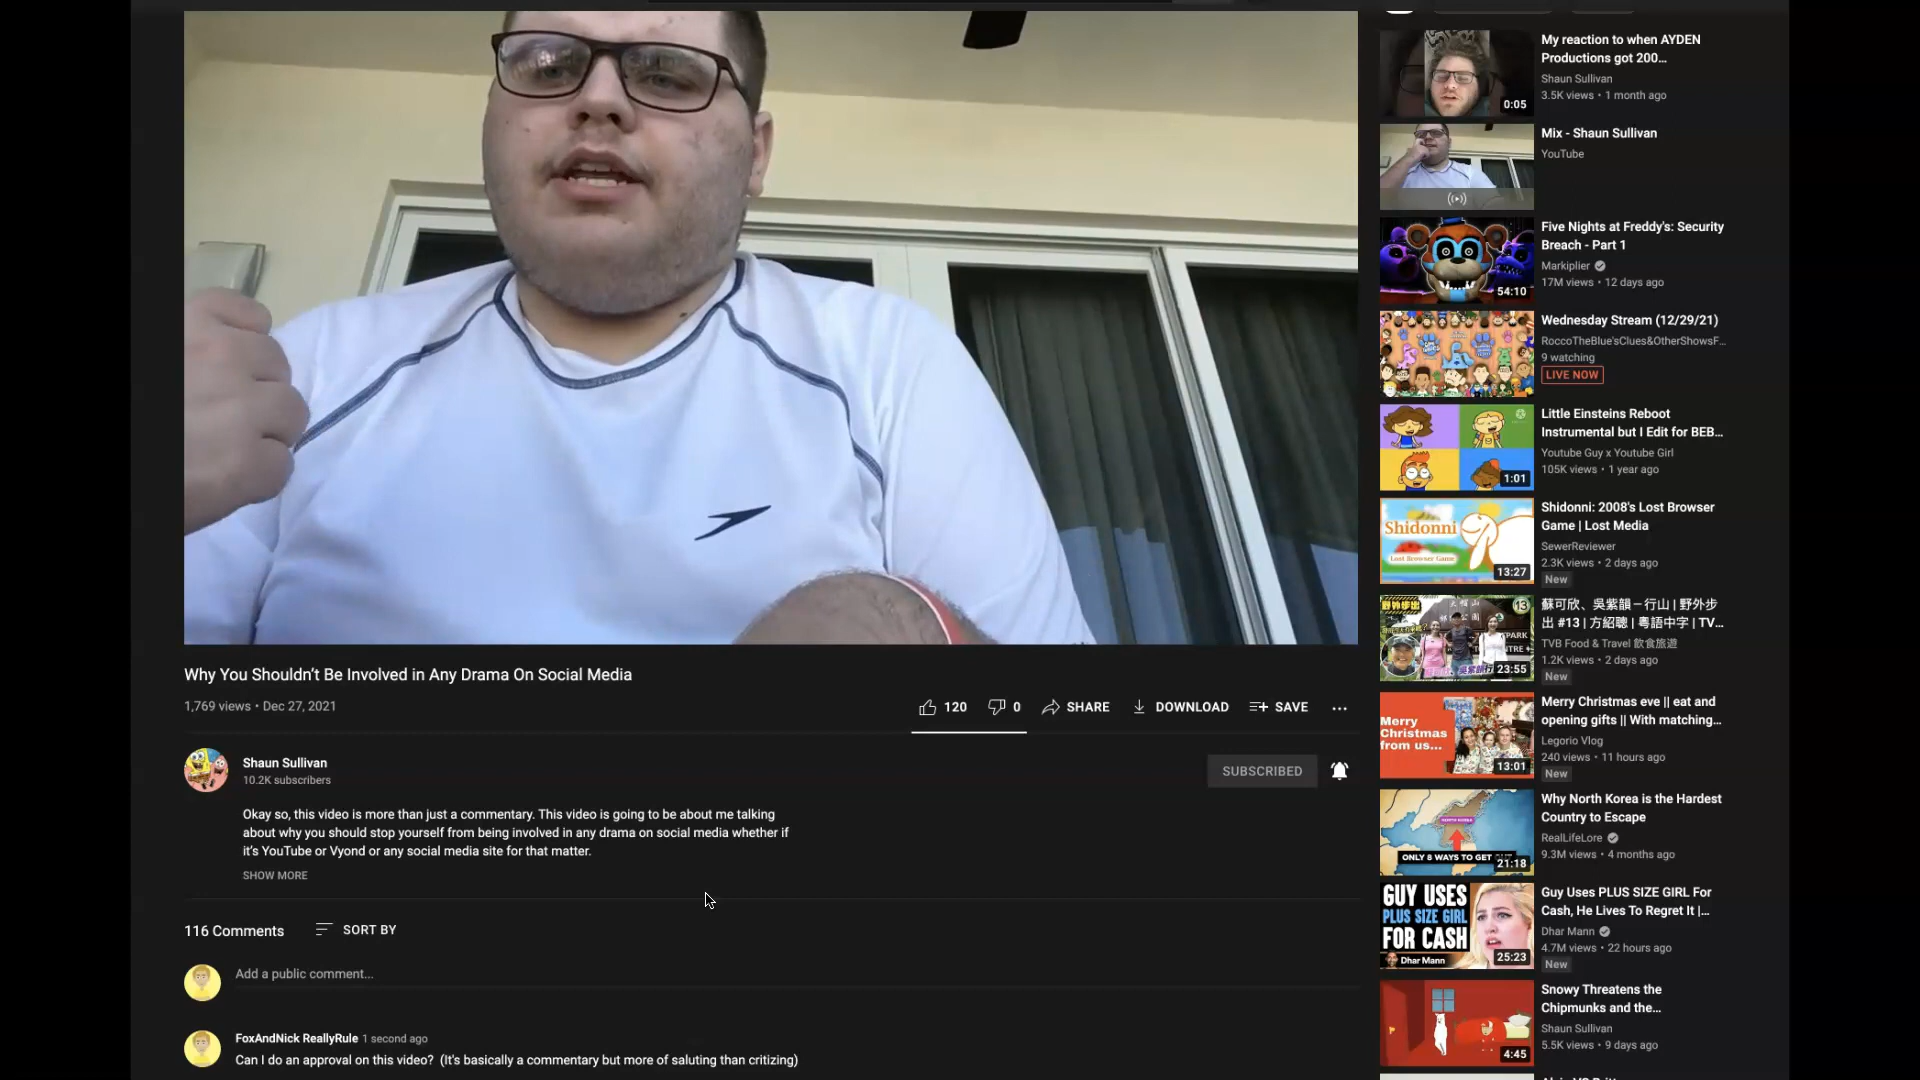 Why You Shouldn’t Be Involved in Any Drama On Social Media
1,769 views • Dec 27, 2021
120
0
SHARE
DOWNLOAD
SAVE
Shaun Sullivan
10.2K subscribers
SUBSCRIBED
Okay so, this video is more than just a commentary. This video is going to be about me talking
about why you should stop yourself from being involved in any drama on social media whether if
it’s YouTube or Vyond or any social media site for that matter.
SHOW MORE
116 Comments
SORT BY
Add a public comment...
FoxAndNick ReallyRule 1 second ago
Can I do an approval on this video? (It's basically a commentary but more of saluting than critizing)
My reaction to when AYDEN
Productions got 200...
Shaun Sullivan
3.5K views • 1 month ago
0:05
Mix - Shaun Sullivan
YouTube
Five Nights at Freddy's: Security
Breach - Part 1
Markiplier
17M views • 12 days ago
54:10
Wednesday Stream (12/29/21)
RoccoTheBlue'sClues&OtherShowsF...
9 watching
LIVE NOW
Little Einsteins Reboot
Instrumental but I Edit for BEB...
Youtube Guy x Youtube Girl
105K views • 1 year ago
1:01
Shidonni: 2008's Lost Browser
Game | Lost Media
SewerReviewer
2.3K views • 2 days ago
New
Shidonni
Lost Browser Game
13:27
蘇可欣、吳紫韻－行山 | 野外步
出 #13 | 方紹聰 | 粵語中字 | TV...
TVB Food & Travel 飲食旅遊
1.2K views • 2 days ago
New
野外步出
13
23:55
Merry Christmas eve || eat and
opening gifts || With matching...
Legorio Vlog
240 views • 11 hours ago
New
Merry
Christmas
from us...
13:01
Why North Korea is the Hardest
Country to Escape
RealLifeLore
9.3M views • 4 months ago
NORTH KOREA
ONLY 8 WAYS TO GET
21:18
Guy Uses PLUS SIZE GIRL For
Cash, He Lives To Regret It |...
Dhar Mann
4.7M views • 22 hours ago
New
GUY USES
PLUS SIZE GIRL
FOR CASH
Dhar Mann
25:23
Snowy Threatens the
Chipmunks and the...
Shaun Sullivan
5.5K views • 9 days ago
4:45